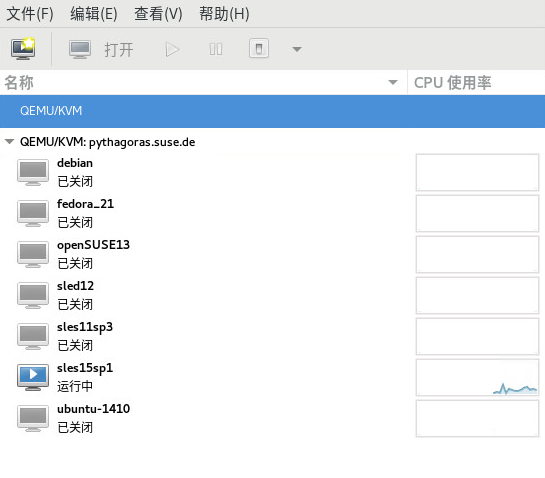 文件(F) 编辑(E) 查看(V) 帮助(H)
打开
名称 CPU 使用率
QEMU/KVM
QEMU/KVM: pythagoras.suse.de
debian
已关闭
fedora_21
已关闭
openSUSE13
已关闭
sled12
已关闭
sles11sp3
已关闭
sles15sp1
运行中
ubuntu-1410
已关闭